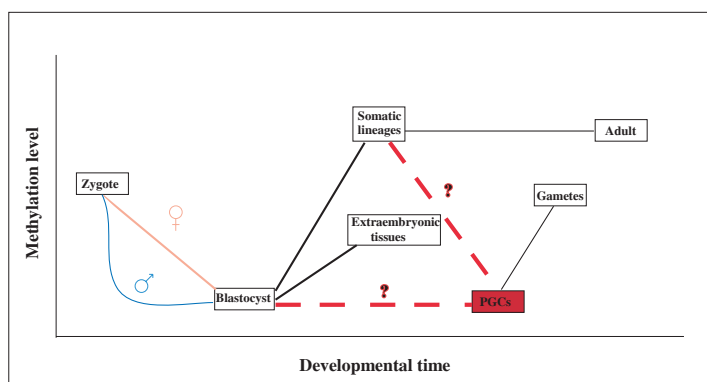 Methylation level
Somatic
lineages
Adult
Zygote
?
Gametes
♀
Extraembryonic
tissues
♂
Blastocyst
?
PGCs
Developmental time